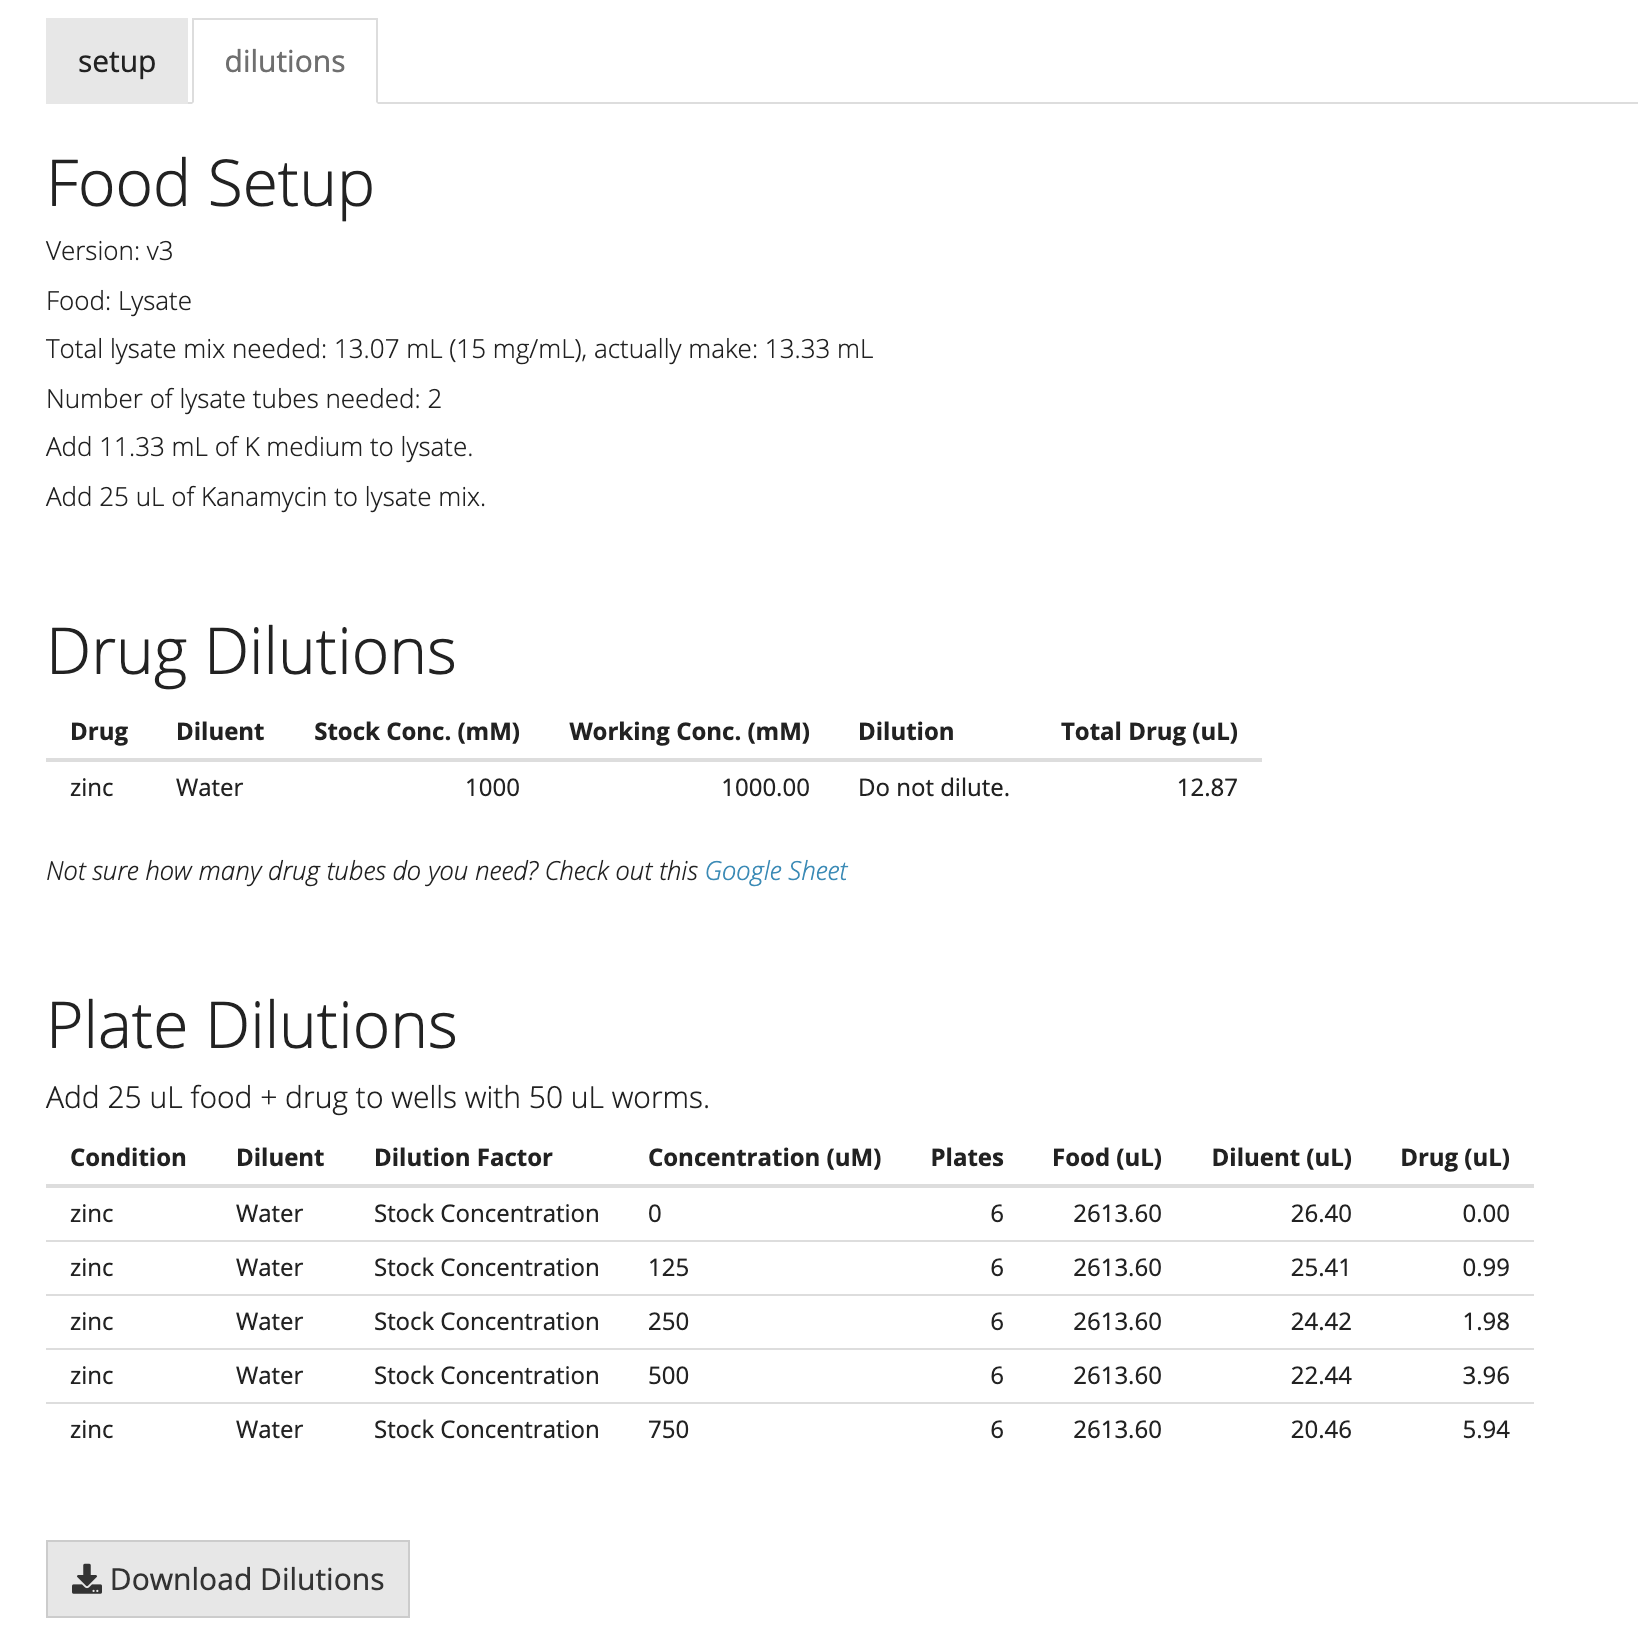 setup dilutions
Food Setup
Version: v3
Food: Lysate
Total lysate mix needed: 13.07 mL (15 mg/mL), actually make: 13.33 mL
Number of lysate tubes needed: 2
Add 11.33 mL of K medium to lysate.
Add 25 uL of Kanamycin to lysate mix.
Drug Dilutions
Drug Diluent Stock Conc. (mM) Working Conc. (mM) Dilution Total Drug (uL)
zinc Water 1000 1000.00 Do not dilute. 12.87
Not sure how many drug tubes do you need? Check out this Google Sheet
Plate Dilutions
Add 25 uL food + drug to wells with 50 uL worms.
Condition Diluent Dilution Factor Concentration (uM) Plates Food (uL) Diluent (uL) Drug (uL)
zinc Water Stock Concentration 0 6 2613.60 26.40 0.00
zinc Water Stock Concentration 125 6 2613.60 25.41 0.99
zinc Water Stock Concentration 250 6 2613.60 24.42 1.98
zinc Water Stock Concentration 500 6 2613.60 22.44 3.96
zinc Water Stock Concentration 750 6 2613.60 20.46 5.94
Download Dilutions